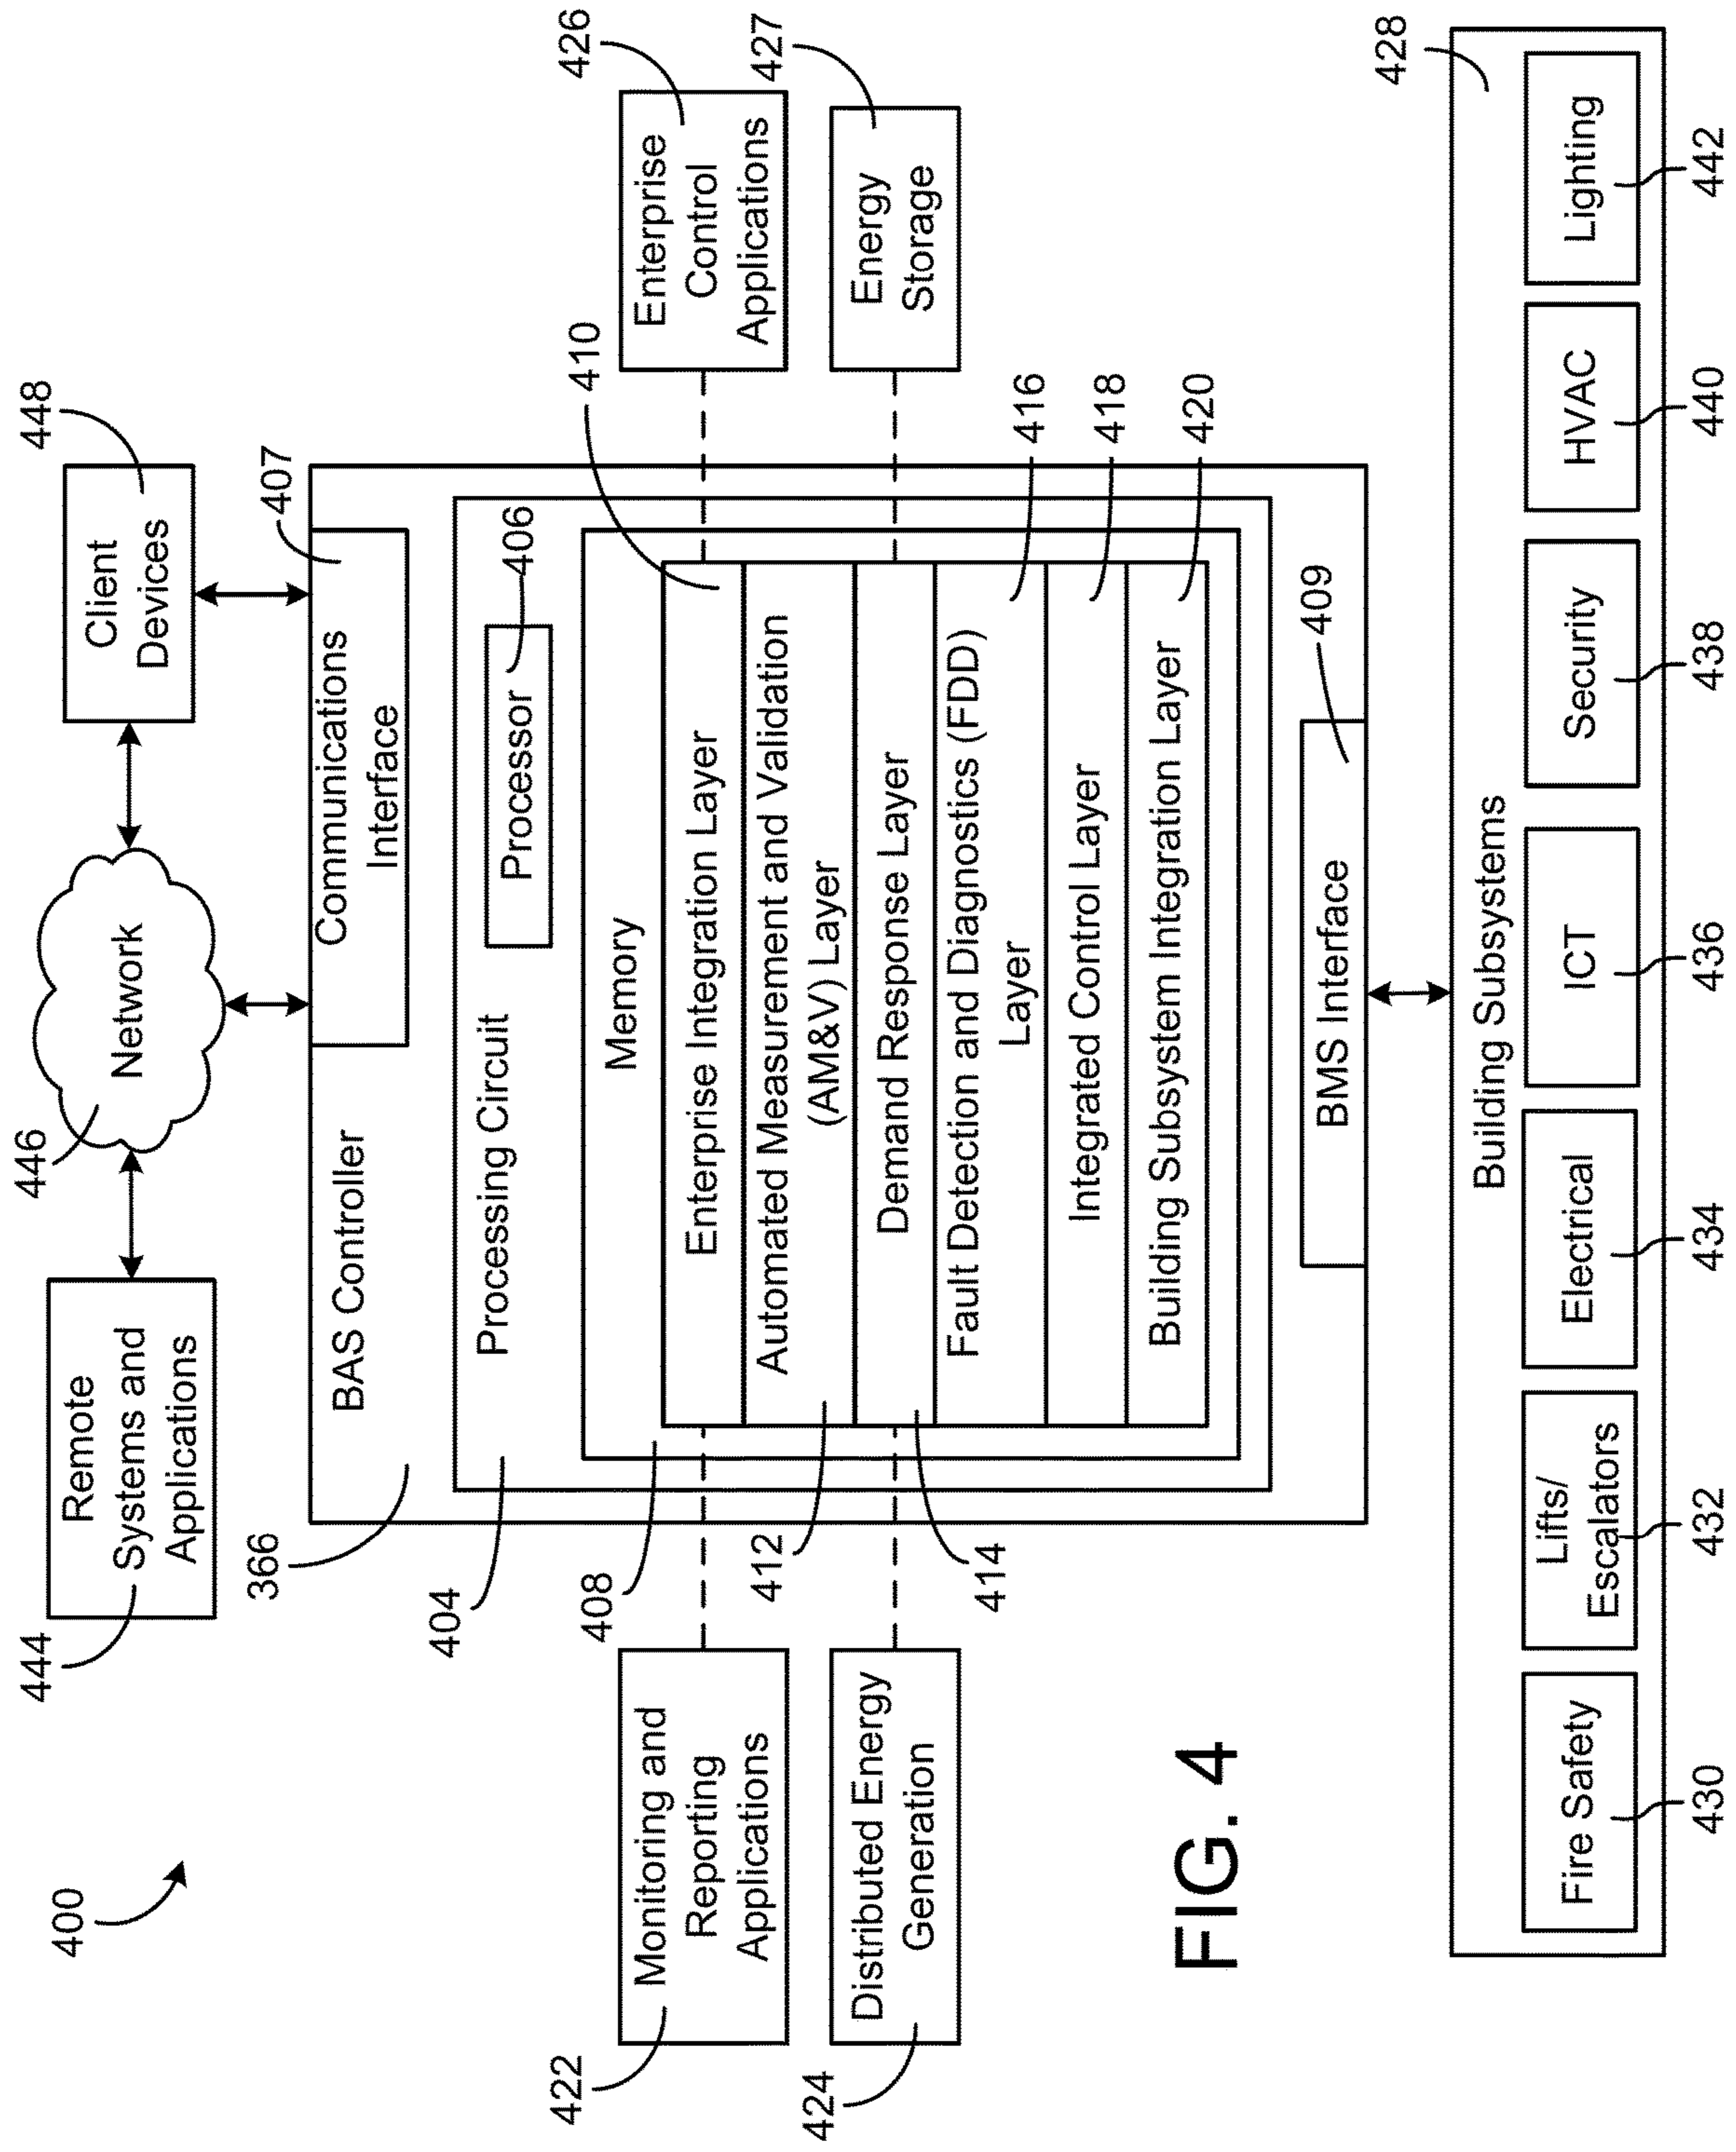 400
444
Remote
Systems and
Applications
446
Network
448
Client
Devices
366
BAS Controller
407
Communications
Interface
404
Processing Circuit
Processor
406
408
Memory
410
Enterprise Integration Layer
Automated Measurement and Validation
(AM&V) Layer
412
Demand Response Layer
414
Fault Detection and Diagnostics (FDD)
Layer
416
Integrated Control Layer
418
Building Subsystem Integration Layer
420
422
Monitoring and
Reporting
Applications
424
Distributed Energy
Generation
426
Enterprise
Control
Applications
427
Energy
Storage
BMS Interface
409
FIG. 4
428
Building Subsystems
Fire Safety
Lifts/
Escalators
Electrical
ICT
Security
HVAC
Lighting
430
432
434
436
438
440
442